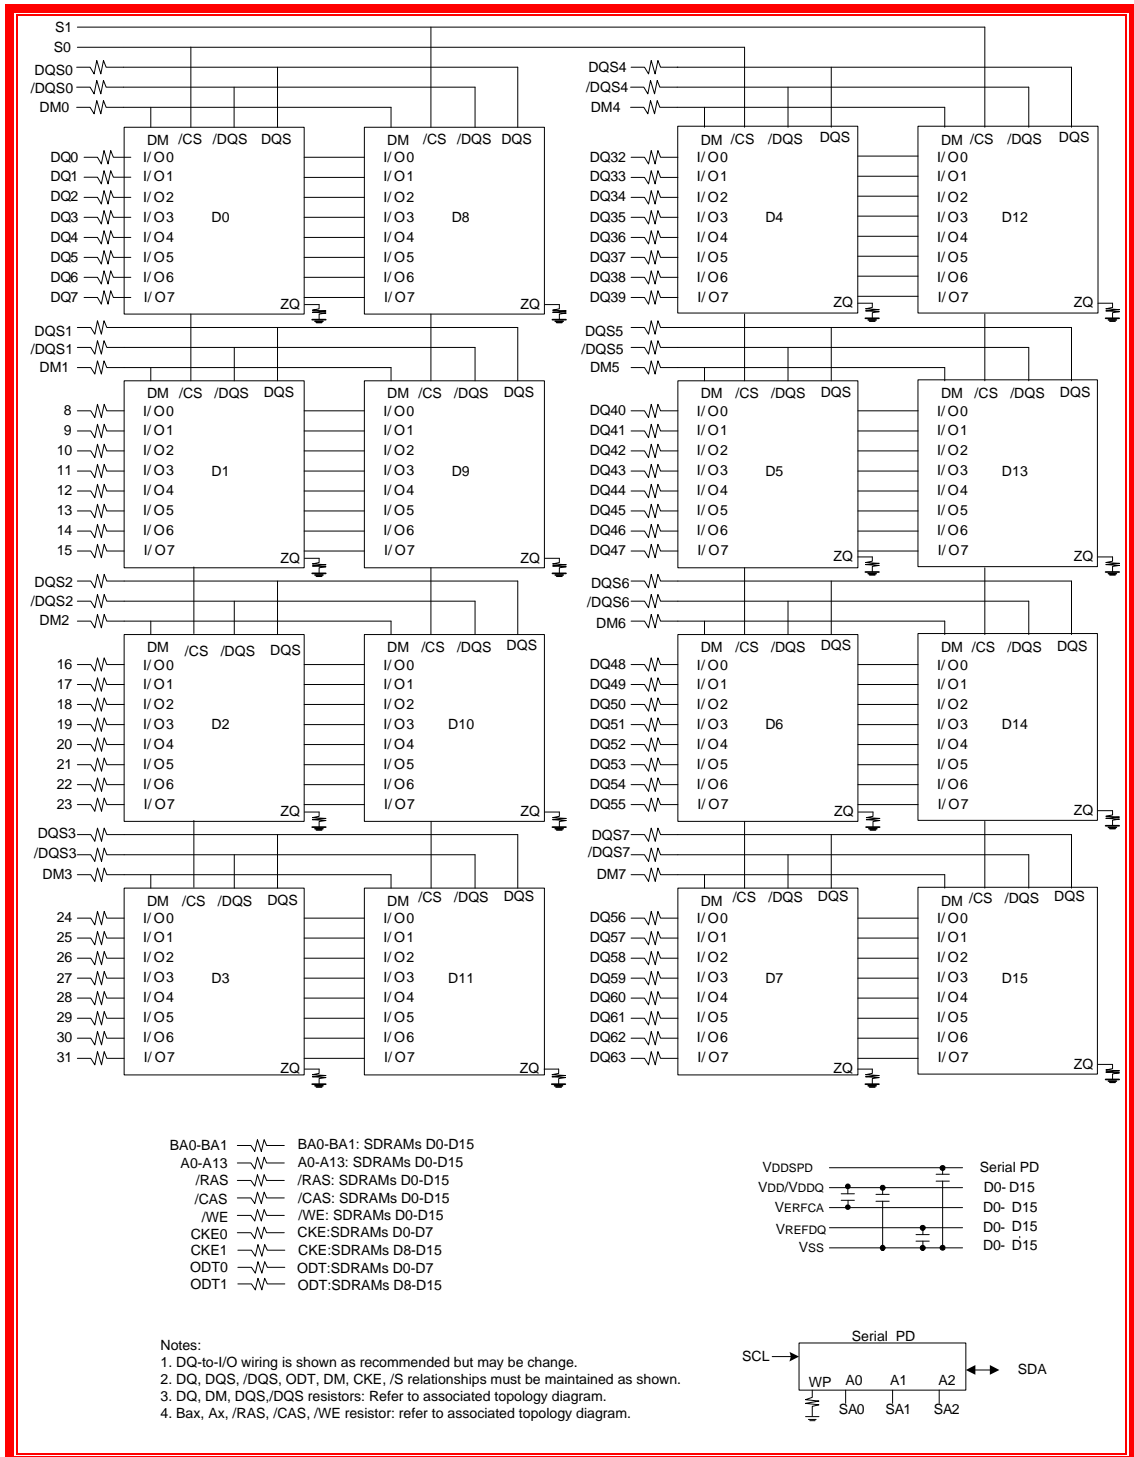 S1
S0
DQS0
/DQS0
DM0
DQS4
/DQS4
DM4
DM /CS /DQS DQS
DM /CS /DQS DQS
DM /CS /DQS DQS
DM /CS /DQS DQS
DQ0 I/O0 I/O0 DQ32 I/O0 I/O0
DQ1 I/O1 I/O1 DQ33 I/O1 I/O1
DQ2 I/O2 I/O2 DQ34 I/O2 I/O2
DQ3 I/O3 D0 I/O3 D8 DQ35 I/O3 D4 I/O3 D12
DQ4 I/O4 I/O4 DQ36 I/O4 I/O4
DQ5 I/O5 I/O5 DQ37 I/O5 I/O5
DQ6 I/O6 I/O6 DQ38 I/O6 I/O6
DQ7 I/O7 I/O7 DQ39 I/O7 I/O7
ZQ ZQ ZQ ZQ
DQS1
/DQS1
DM1
DQS5
/DQS5
DM5
DM /CS /DQS DQS
DM /CS /DQS DQS
DM /CS /DQS DQS
DM /CS /DQS DQS
8 I/O0 I/O0 DQ40 I/O0 I/O0
9 I/O1 I/O1 DQ41 I/O1 I/O1
10 I/O2 I/O2 DQ42 I/O2 I/O2
11 I/O3 D1 I/O3 D9 DQ43 I/O3 D5 I/O3 D13
12 I/O4 I/O4 DQ44 I/O4 I/O4
13 I/O5 I/O5 DQ45 I/O5 I/O5
14 I/O6 I/O6 DQ46 I/O6 I/O6
15 I/O7 I/O7 DQ47 I/O7 I/O7
ZQ ZQ ZQ ZQ
DQS2
/DQS2
DM2
DQS6
/DQS6
DM6
DM /CS /DQS DQS
DM /CS /DQS DQS
DM /CS /DQS DQS
DM /CS /DQS DQS
16 I/O0 I/O0 DQ48 I/O0 I/O0
17 I/O1 I/O1 DQ49 I/O1 I/O1
18 I/O2 I/O2 DQ50 I/O2 I/O2
19 I/O3 D2 I/O3 D10 DQ51 I/O3 D6 I/O3 D14
20 I/O4 I/O4 DQ52 I/O4 I/O4
21 I/O5 I/O5 DQ53 I/O5 I/O5
22 I/O6 I/O6 DQ54 I/O6 I/O6
23 I/O7 I/O7 DQ55 I/O7 I/O7
ZQ ZQ ZQ ZQ
DQS3
/DQS3
DM3
DQS7
/DQS7
DM7
DM /CS /DQS DQS
DM /CS /DQS DQS
DM /CS /DQS DQS
DM /CS /DQS DQS
24 I/O0 I/O0 DQ56 I/O0 I/O0
25 I/O1 I/O1 DQ57 I/O1 I/O1
26 I/O2 I/O2 DQ58 I/O2 I/O2
27 I/O3 D3 I/O3 D11 DQ59 I/O3 D7 I/O3 D15
28 I/O4 I/O4 DQ60 I/O4 I/O4
29 I/O5 I/O5 DQ61 I/O5 I/O5
30 I/O6 I/O6 DQ62 I/O6 I/O6
31 I/O7 I/O7 DQ63 I/O7 I/O7
ZQ ZQ ZQ ZQ
BA0-BA1 BA0-BA1: SDRAMs D0-D15
A0-A13 A0-A13: SDRAMs D0-D15
/RAS /RAS: SDRAMs D0-D15
/CAS /CAS: SDRAMs D0-D15
/WE /WE: SDRAMs D0-D15
CKE0 CKE:SDRAMs D0-D7
CKE1 CKE:SDRAMs D8-D15
ODT0 ODT:SDRAMs D0-D7
ODT1 ODT:SDRAMs D8-D15
VDDSPD Serial PD
VDD/VDDQ D0- D15
VERFCA D0- D15
VREFDQ D0- D15
VSS D0- D15
Notes:
1. DQ-to-I/O wiring is shown as recommended but may be change.
2. DQ, DQS, /DQS, ODT, DM, CKE, /S relationships must be maintained as shown.
3. DQ, DM, DQS,/DQS resistors: Refer to associated topology diagram.
4. Bax, Ax, /RAS, /CAS, /WE resistor: refer to associated topology diagram.
Serial PD
SCL SDA
WP A0 A1 A2
SA0 SA1 SA2